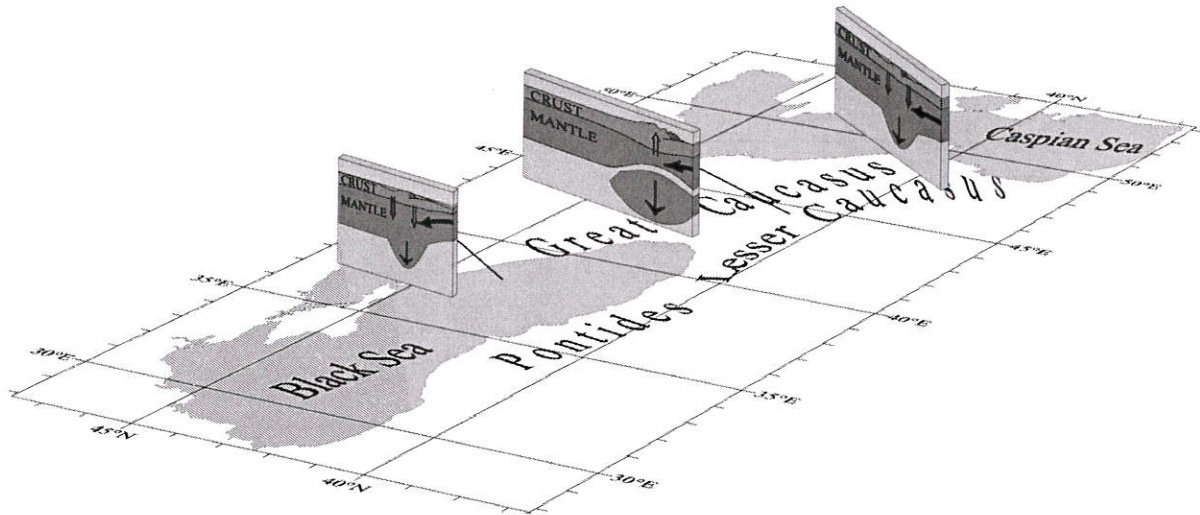 CRUST
MANTLE
40°N
CRUST
MANTLE
50°E
Caspian Sea
45°E
50°E
CRUST
MANTLE
Great Caucasus
Lesser Caucasus
45°E
35°E
40°E
Pontides
30°E
Black Sea
35°E
45°N
30°E
40°N